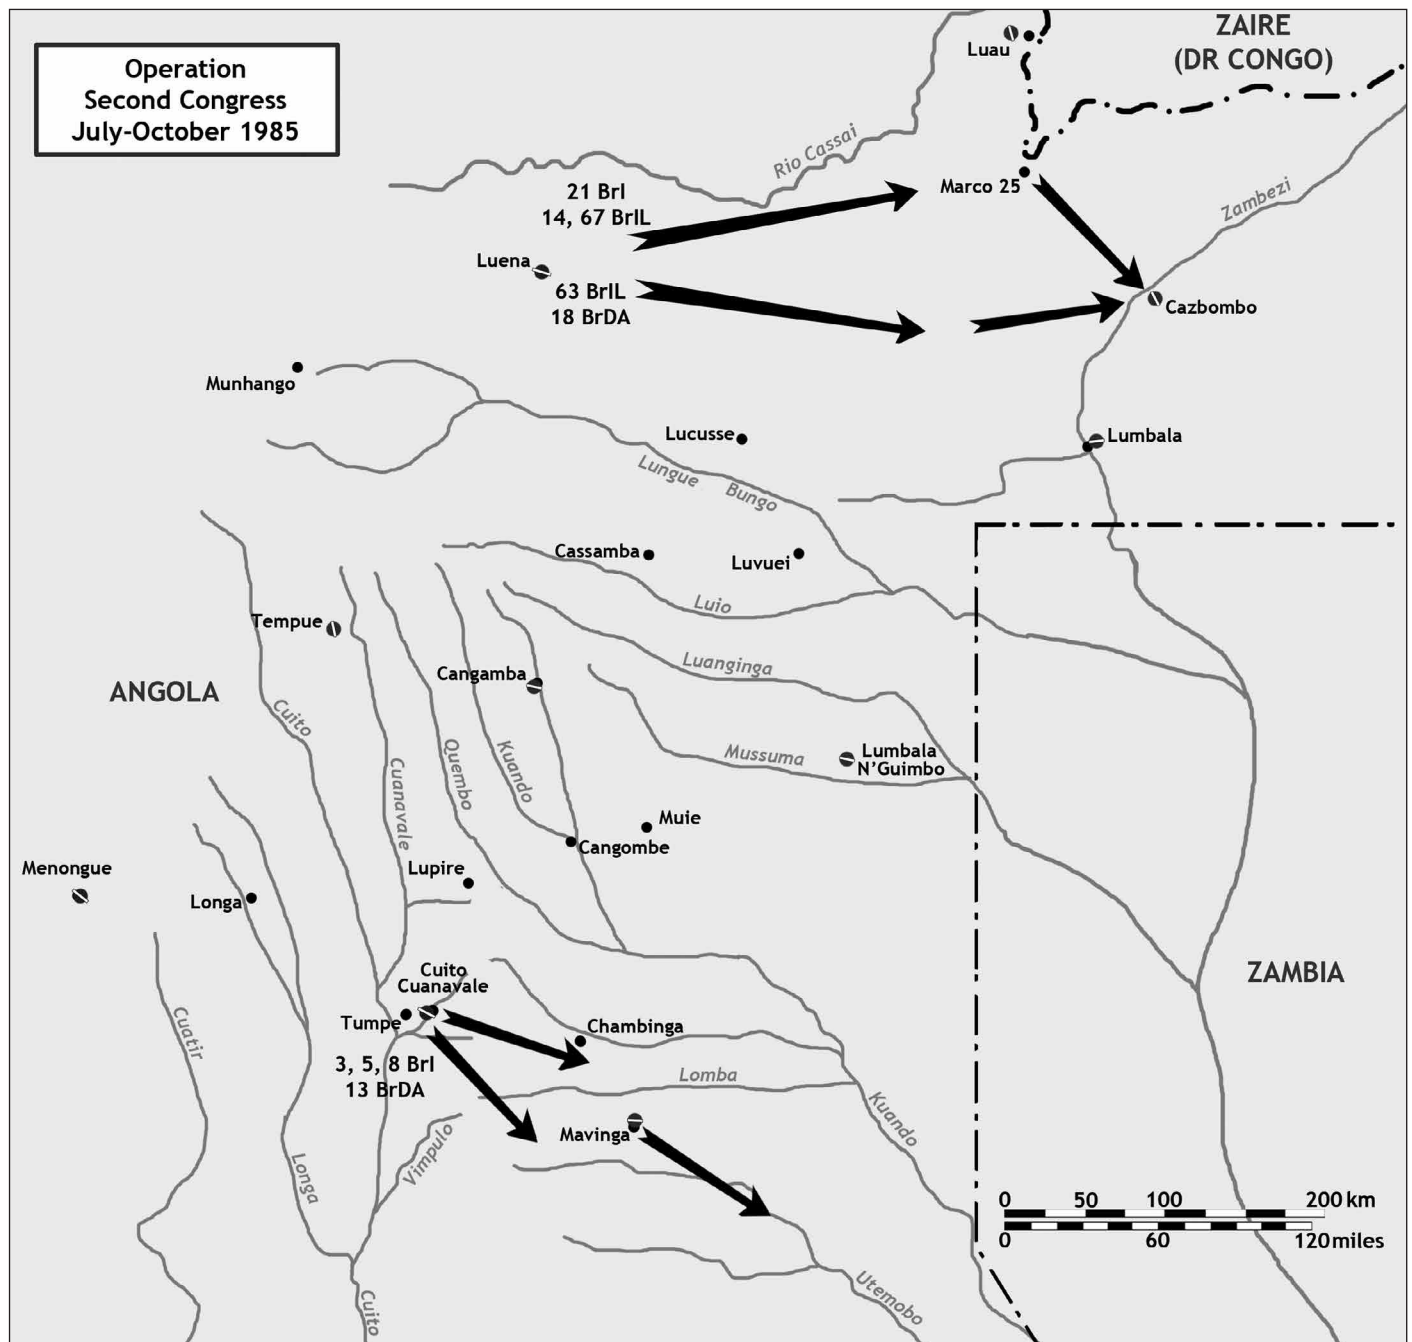 Operation
Second Congress
July-October 1985
ZAIRE
(DR CONGO)
Luau
Rio Cassai
Marco 25
Zambezi
21 BrI
14, 67 BrIL
Luena
63 BrIL
18 BrDA
Cazbombo
Munhango
Lucusse
Lumbala
Lungue Bungo
Cassamba
Luvuei
Luio
Tempue
Luanginga
Cangamba
ANGOLA
Cuito
Cuanavale
Quembo
Kuando
Mussuma
Lumbala
N'Guimbo
Muie
Cangombe
Menongue
Lupire
Longa
ZAMBIA
Cuito
Cuanavale
Tumpe
Chambinga
Cuatir
3, 5, 8 BrI
13 BrDA
Lomba
Kuando
Mavinga
Vimpulo
Longa
0 50 100 200 km
0 60 120 miles
Utemobo
Cuito